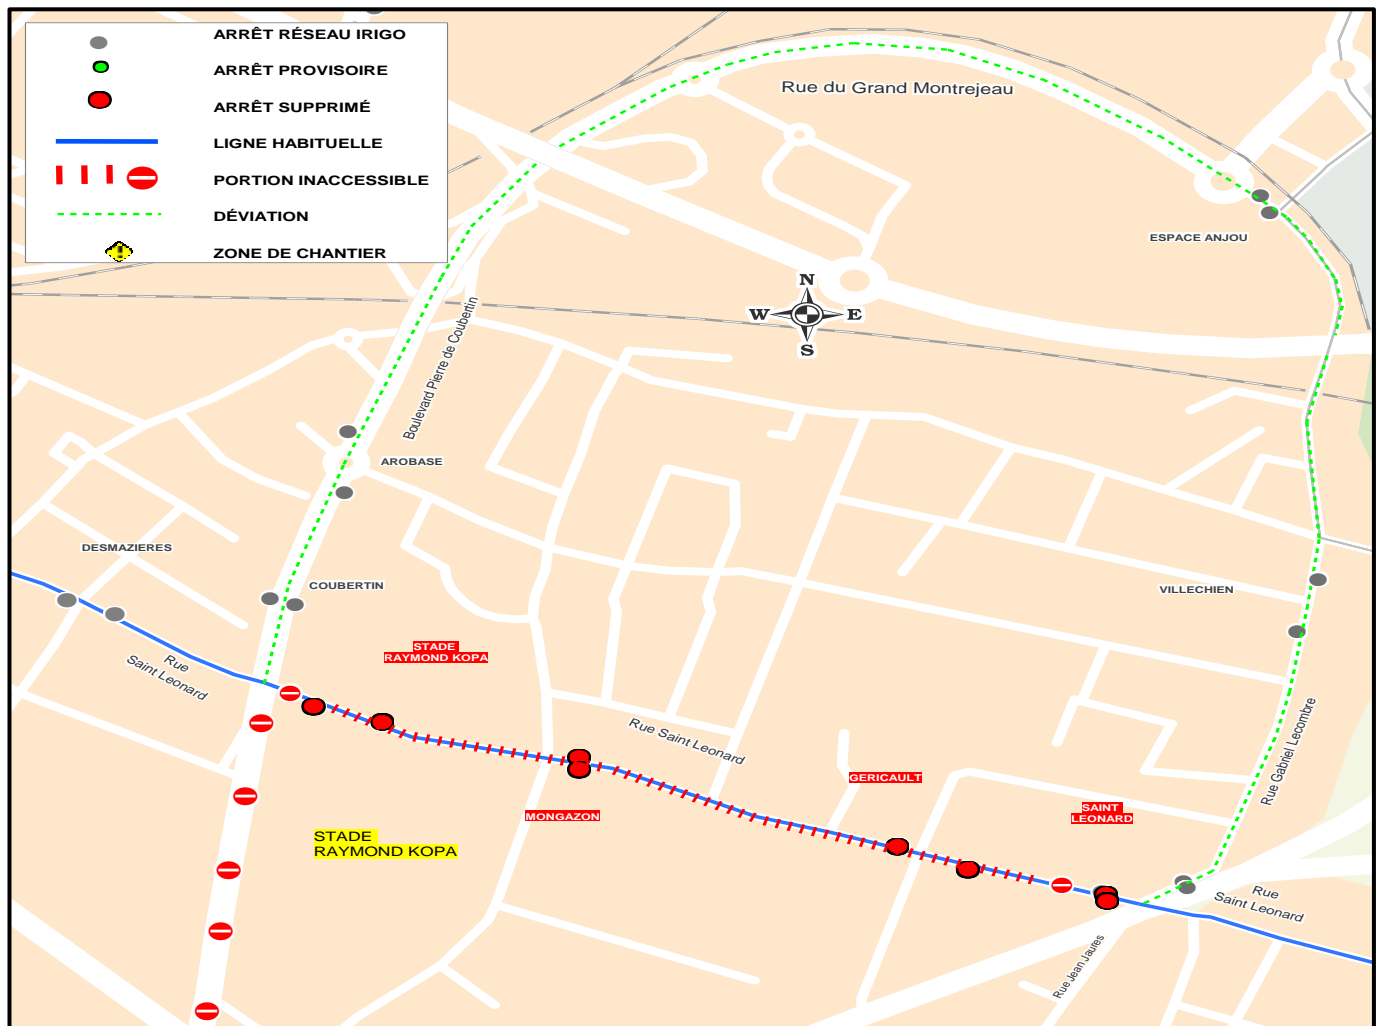 ARRÊT RÉSEAU IRIGO
ARRÊT PROVISOIRE
ARRÊT SUPPRIMÉ
LIGNE HABITUELLE
PORTION INACCESSIBLE
DÉVIATION
ZONE DE CHANTIER
Rue du Grand Montrejeau
ESPACE ANJOU
N
W
E
S
Boulevard Pierre de Coubertin
AROBASE
DESMAZIERES
COUBERTIN
VILLECHIEN
STADE
RAYMOND KOPA
Rue
Saint Leonard
Rue Saint Leonard
Rue Gabriel Lecombre
GERICAULT
MONGAZON
SAINT
LEONARD
STADE
RAYMOND KOPA
Rue
Saint Leonard
Rue Jean Jaures